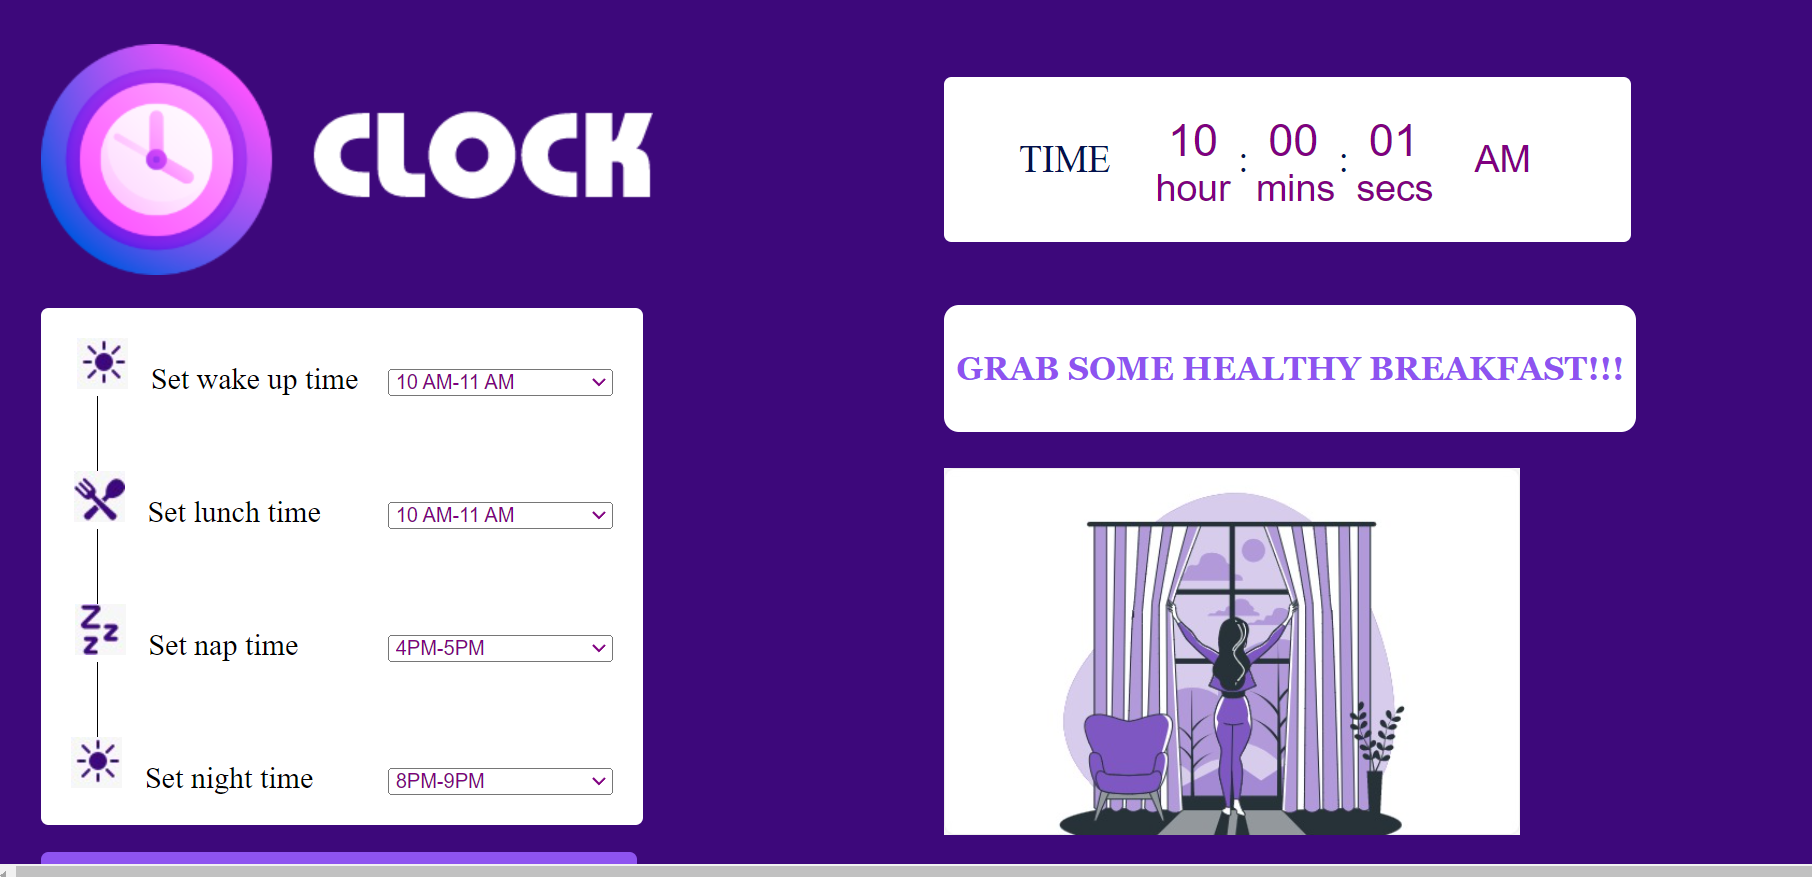 CLOCK
TIME 10 : 00 : 01 AM
hour mins secs
Set wake up time 10 AM-11 AM
Set lunch time 10 AM-11 AM
Set nap time 4PM-5PM
Set night time 8PM-9PM
GRAB SOME HEALTHY BREAKFAST!!!